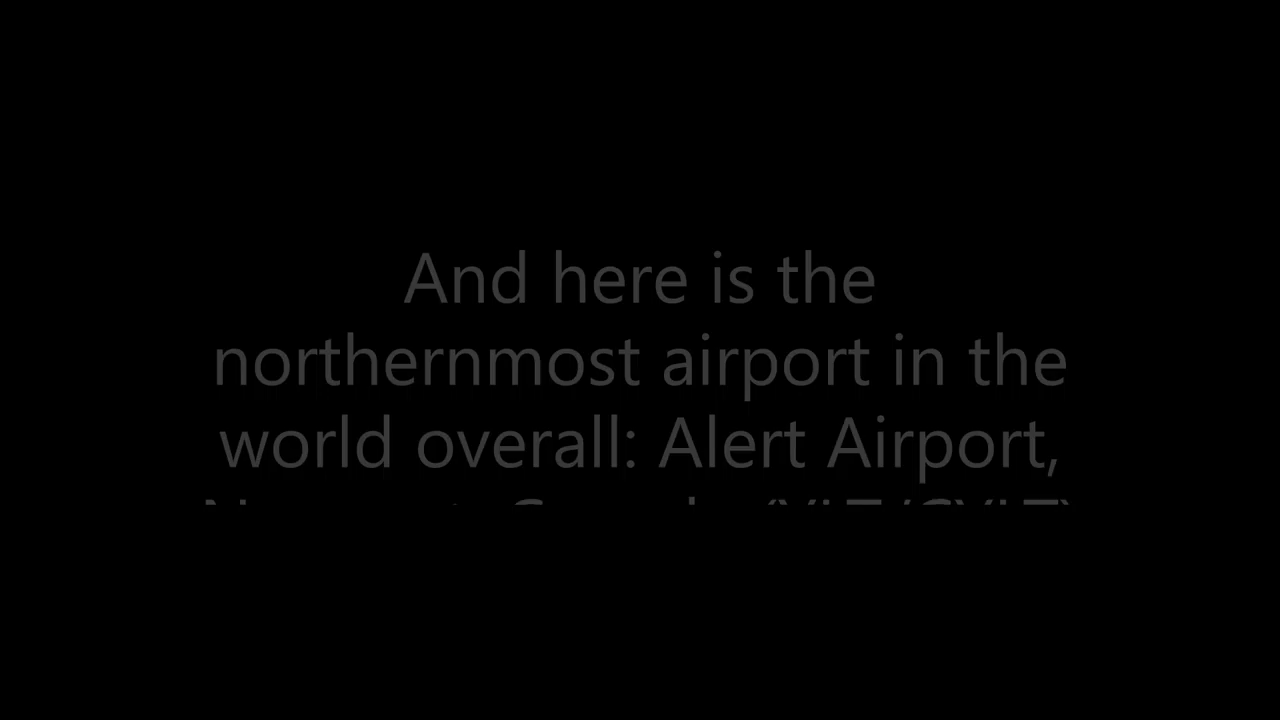 And here is the
northernmost airport in the
world overall: Alert Airport,